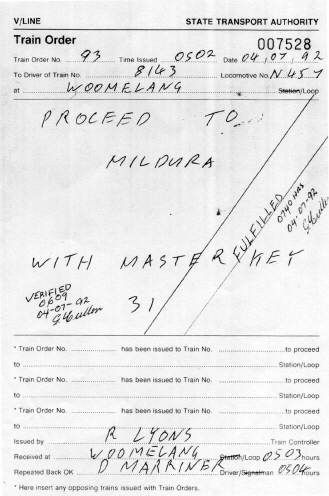 V/LINE STATE TRANSPORT AUTHORITY
Train Order 007528
Train Order No. 93 Time Issued 0502 Date 04,07,92
To Driver of Train No. 8143 Locomotive No. N457
at WOOMELANG Station/Loop
PROCEED TO
MILDURA
WITH MASTER KEY
31
FULFILLED
0740 HRS
04-07-92
VERIFIED
0609
04-07-92
* Train Order No. has been issued to Train No. to proceed
to Station/Loop
* Train Order No. has been issued to Train No. to proceed
to Station/Loop
* Train Order No. has been issued to Train No. to proceed
to Station/Loop
Issued by R LYONS Train Controller
Received at WOOMELANG Station/Loop 0503 hours
Repeated Back OK D MARRINER Driver/Signalman 0504 hours
* Here insert any opposing trains issued with Train Orders.